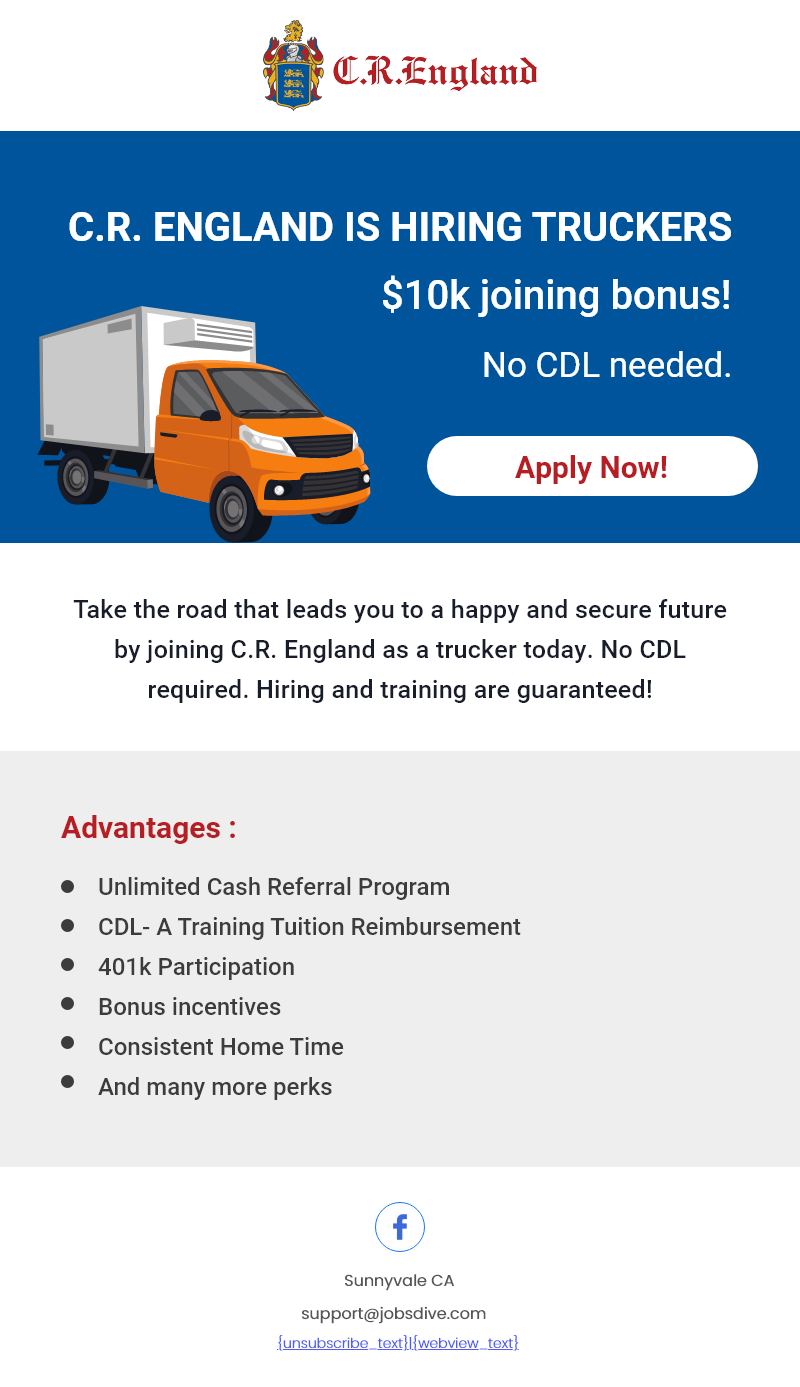 C.R.England
C.R. ENGLAND IS HIRING TRUCKERS
$10k joining bonus!
No CDL needed.
Apply Now!
Take the road that leads you to a happy and secure future
by joining C.R. England as a trucker today. No CDL
required. Hiring and training are guaranteed!
Advantages :
Unlimited Cash Referral Program
CDL- A Training Tuition Reimbursement
401k Participation
Bonus incentives
Consistent Home Time
And many more perks
Sunnyvale CA
support@jobsdive.com
{unsubscribe_text}|{webview_text}